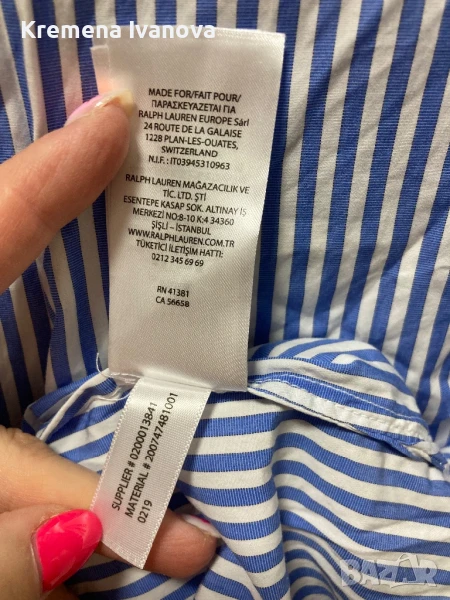 Kremena Ivanova
MADE FOR/FAIT POUR/
ΠΑΡΑΣΚΕΥΑΖΕΤΑΙ ΓΙΑ
RALPH LAUREN EUROPE Sàrl
24 ROUTE DE LA GALAISE
1228 PLAN-LES-OUATES,
SWITZERLAND
N.I.F.: IT03945310963
RALPH LAUREN MAĞAZACILIK VE
TİC. LTD. ŞTİ
ESENTEPE KASAP SOK. ALTINAY İŞ
MERKEZİ NO:8-10 K:4 34360
ŞİŞLİ – İSTANBUL
WWW.RALPHLAUREN.COM.TR
TÜKETİCİ İLETİŞİM HATTI:
0212 345 69 69
RN 41381
CA 56658
SUPPLIER # 0200013841
MATERIAL # 200747481001
0219
BAZAR